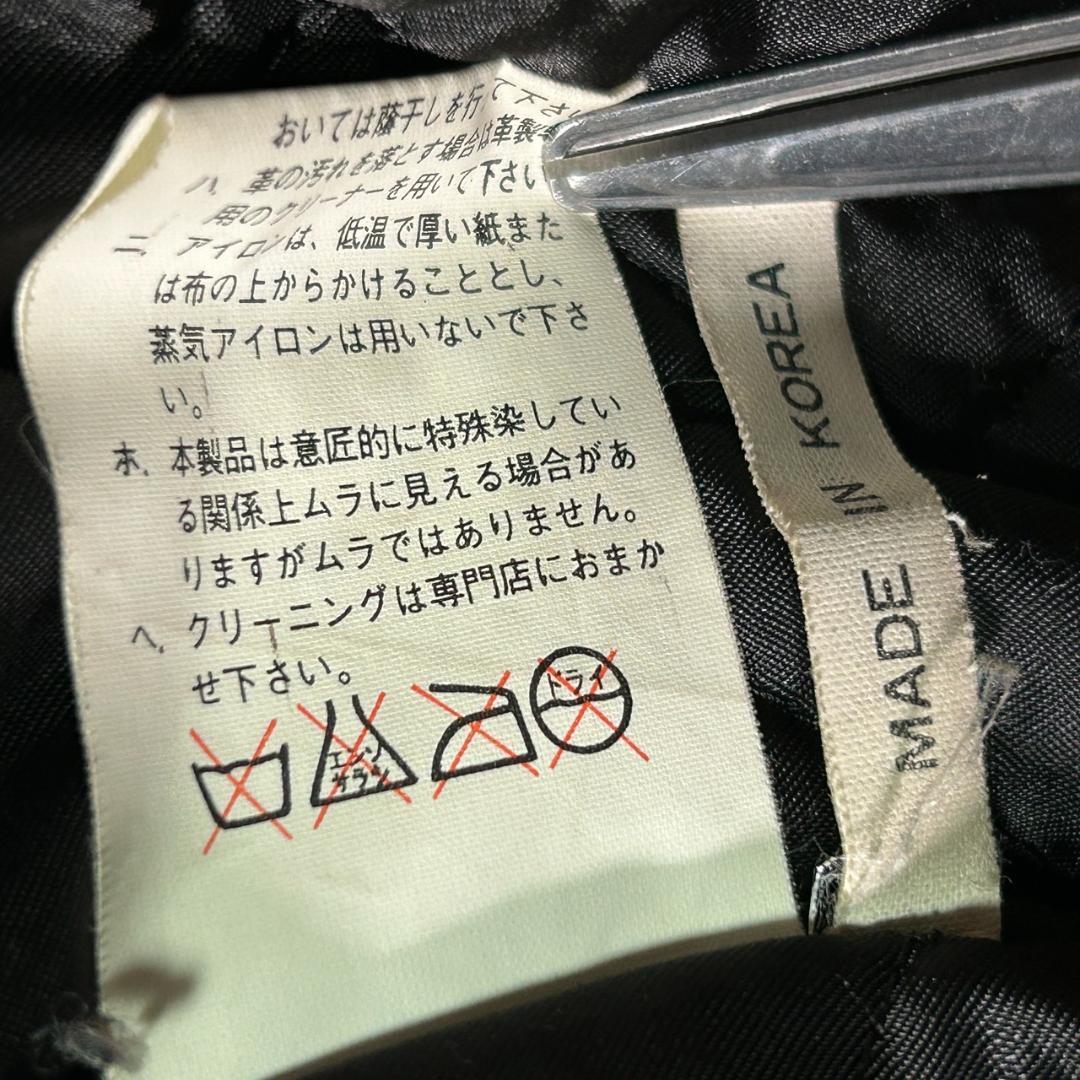 おいては蔭干しを行て下さい
ハ、革の汚れを落とす場合は革製
用のクリーナーを用いて下さい
ニ、アイロンは、低温で厚い紙また
は布の上からかけることとし、
蒸気アイロンは用いないで下さ
い。
ホ、本製品は意匠的に特殊染してい
る関係上ムラに見える場合があ
りますがムラではありません。
ヘ、クリーニングは専門店におまか
せ下さい。
エンソ
サラシ
ドライ
MADE IN KOREA